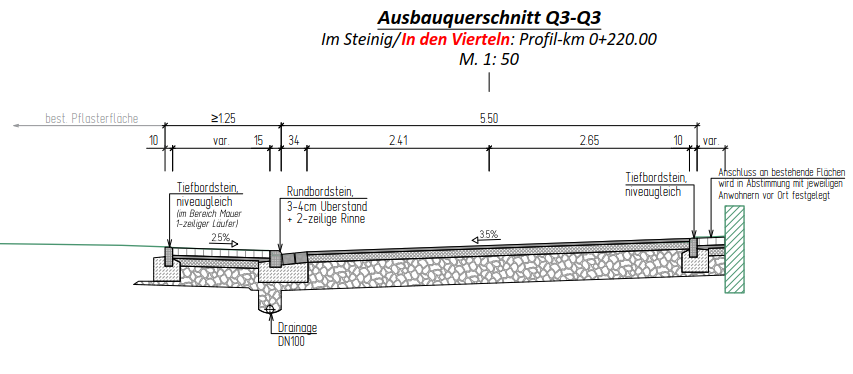 Ausbauquerschnitt Q3-Q3
Im Steinig/In den Vierteln: Profil-km 0+220.00
M. 1: 50
best. Pflasterfläche
≥1.25
5.50
10
var.
15
34
2.41
2.65
10
var.
Tiefbordstein,
niveaugleich
(im Bereich Mauer
1-zeiliger Läufer)
Rundbordstein,
3-4cm Überstand
+ 2-zeilige Rinne
Tiefbordstein,
niveaugleich
Anschluss an bestehende Flächen
wird in Abstimmung mit jeweiligen
Anwohnern vor Ort festgelegt
2.5%
3.5%
Drainage
DN100